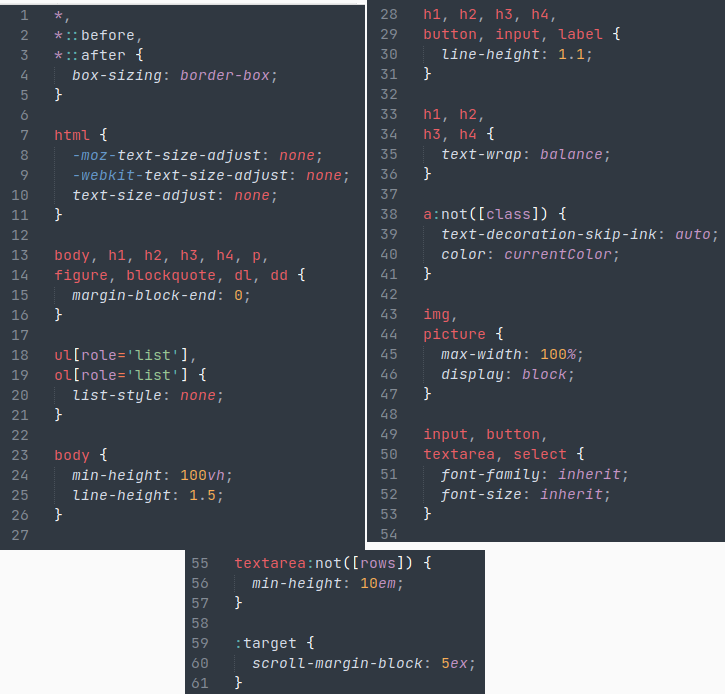 1 *,
2 *::before,
3 *::after {
4 box-sizing: border-box;
5 }
6
7 html {
8 -moz-text-size-adjust: none;
9 -webkit-text-size-adjust: none;
10 text-size-adjust: none;
11 }
12
13 body, h1, h2, h3, h4, p,
14 figure, blockquote, dl, dd {
15 margin-block-end: 0;
16 }
17
18 ul[role='list'],
19 ol[role='list'] {
20 list-style: none;
21 }
22
23 body {
24 min-height: 100vh;
25 line-height: 1.5;
26 }
27
28 h1, h2, h3, h4,
29 button, input, label {
30 line-height: 1.1;
31 }
32
33 h1, h2,
34 h3, h4 {
35 text-wrap: balance;
36 }
37
38 a:not([class]) {
39 text-decoration-skip-ink: auto;
40 color: currentColor;
41 }
42
43 img,
44 picture {
45 max-width: 100%;
46 display: block;
47 }
48
49 input, button,
50 textarea, select {
51 font-family: inherit;
52 font-size: inherit;
53 }
54
55 textarea:not([rows]) {
56 min-height: 10em;
57 }
58
59 :target {
60 scroll-margin-block: 5ex;
61 }